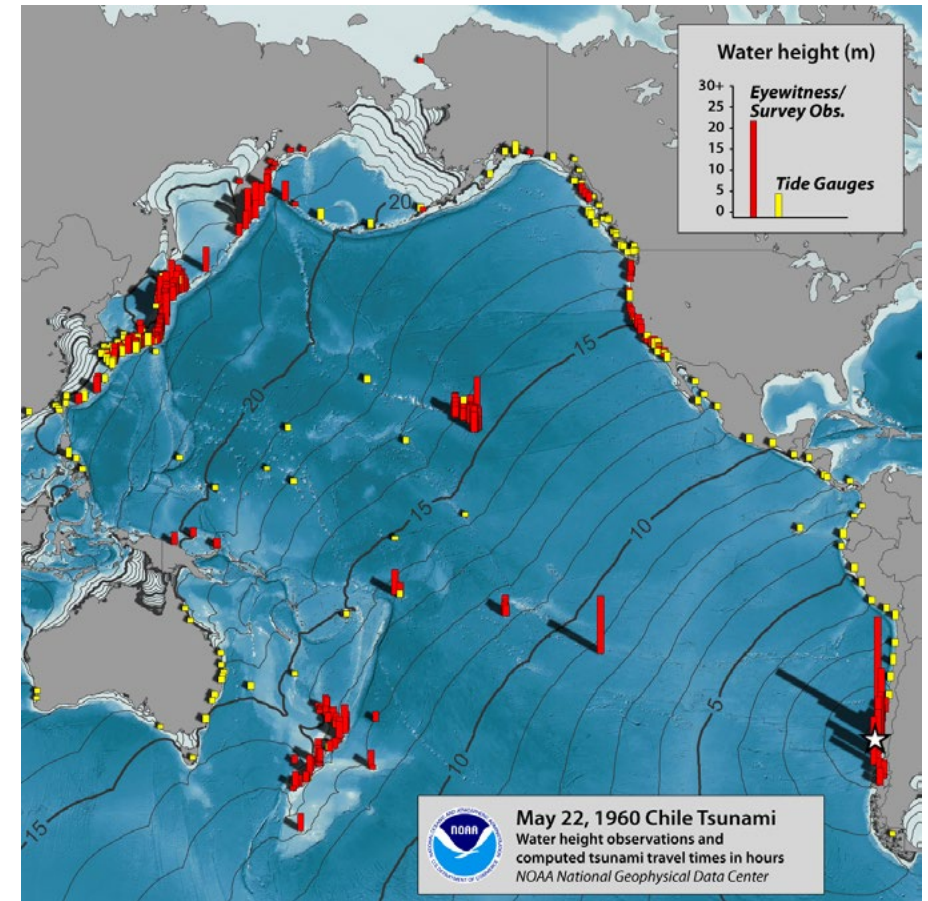 Water height (m)
30+
25
20
15
10
5
0
Eyewitness/
Survey Obs.
Tide Gauges
20
15
20
15
10
5
10
15
NOAA
May 22, 1960 Chile Tsunami
Water height observations and
computed tsunami travel times in hours
NOAA National Geophysical Data Center